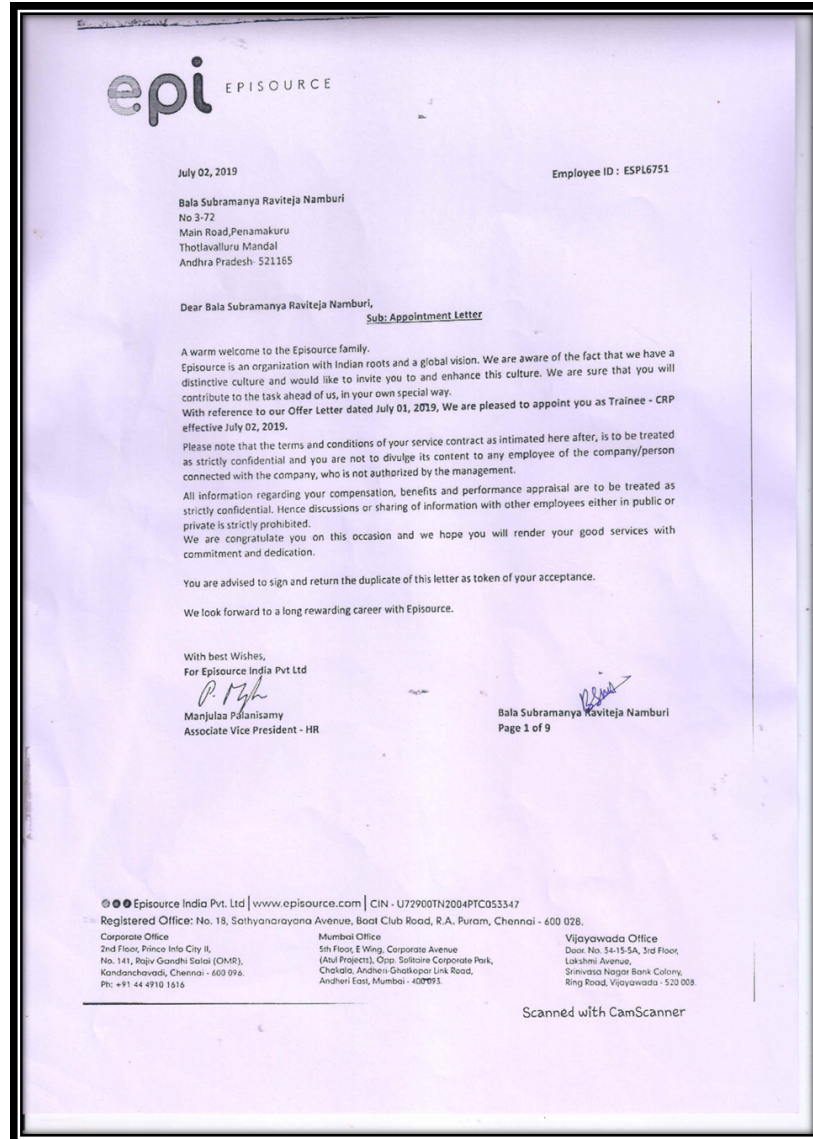 epi EPISOURCE
July 02, 2019
Employee ID : ESPL6751
Bala Subramanya Raviteja Namburi
No 3-72
Main Road,Penamakuru
Thotlavalluru Mandal
Andhra Pradesh- 521165
Dear Bala Subramanya Raviteja Namburi,
Sub: Appointment Letter
A warm welcome to the Episource family.
Episource is an organization with Indian roots and a global vision. We are aware of the fact that we have a
distinctive culture and would like to invite you to and enhance this culture. We are sure that you will
contribute to the task ahead of us, in your own special way.
With reference to our Offer Letter dated July 01, 2019, We are pleased to appoint you as Trainee - CRP
effective July 02, 2019.
Please note that the terms and conditions of your service contract as intimated here after, is to be treated
as strictly confidential and you are not to divulge its content to any employee of the company/person
connected with the company, who is not authorized by the management.
All information regarding your compensation, benefits and performance appraisal are to be treated as
strictly confidential. Hence discussions or sharing of information with other employees either in public or
private is strictly prohibited.
We are congratulate you on this occasion and we hope you will render your good services with
commitment and dedication.
You are advised to sign and return the duplicate of this letter as token of your acceptance.
We look forward to a long rewarding career with Episource.
With best Wishes,
For Episource India Pvt Ltd
Manjulaa Palanisamy
Associate Vice President - HR
Bala Subramanya Raviteja Namburi
Page 1 of 9
Episource India Pvt. Ltd | www.episource.com | CIN - U72900TN2004PTC053347
Registered Office: No. 18, Sathyanarayana Avenue, Boat Club Road, R.A. Puram, Chennai - 600 028.
Corporate Office
2nd Floor, Prince Info City II,
No. 141, Rajiv Gandhi Salai (OMR),
Kandanchavadi, Chennai - 600 096.
Ph: +91 44 4910 1616
Mumbai Office
5th Floor, E Wing, Corporate Avenue
(Atul Projects), Opp. Solitaire Corporate Park,
Chakala, Andheri-Ghatkopar Link Road,
Andheri East, Mumbai - 400093.
Vijayawada Office
Door. No. 54-15-5A, 3rd Floor,
Lakshmi Avenue,
Srinivasa Nagar Bank Colony,
Ring Road, Vijayawada - 520 008.
Scanned with CamScanner